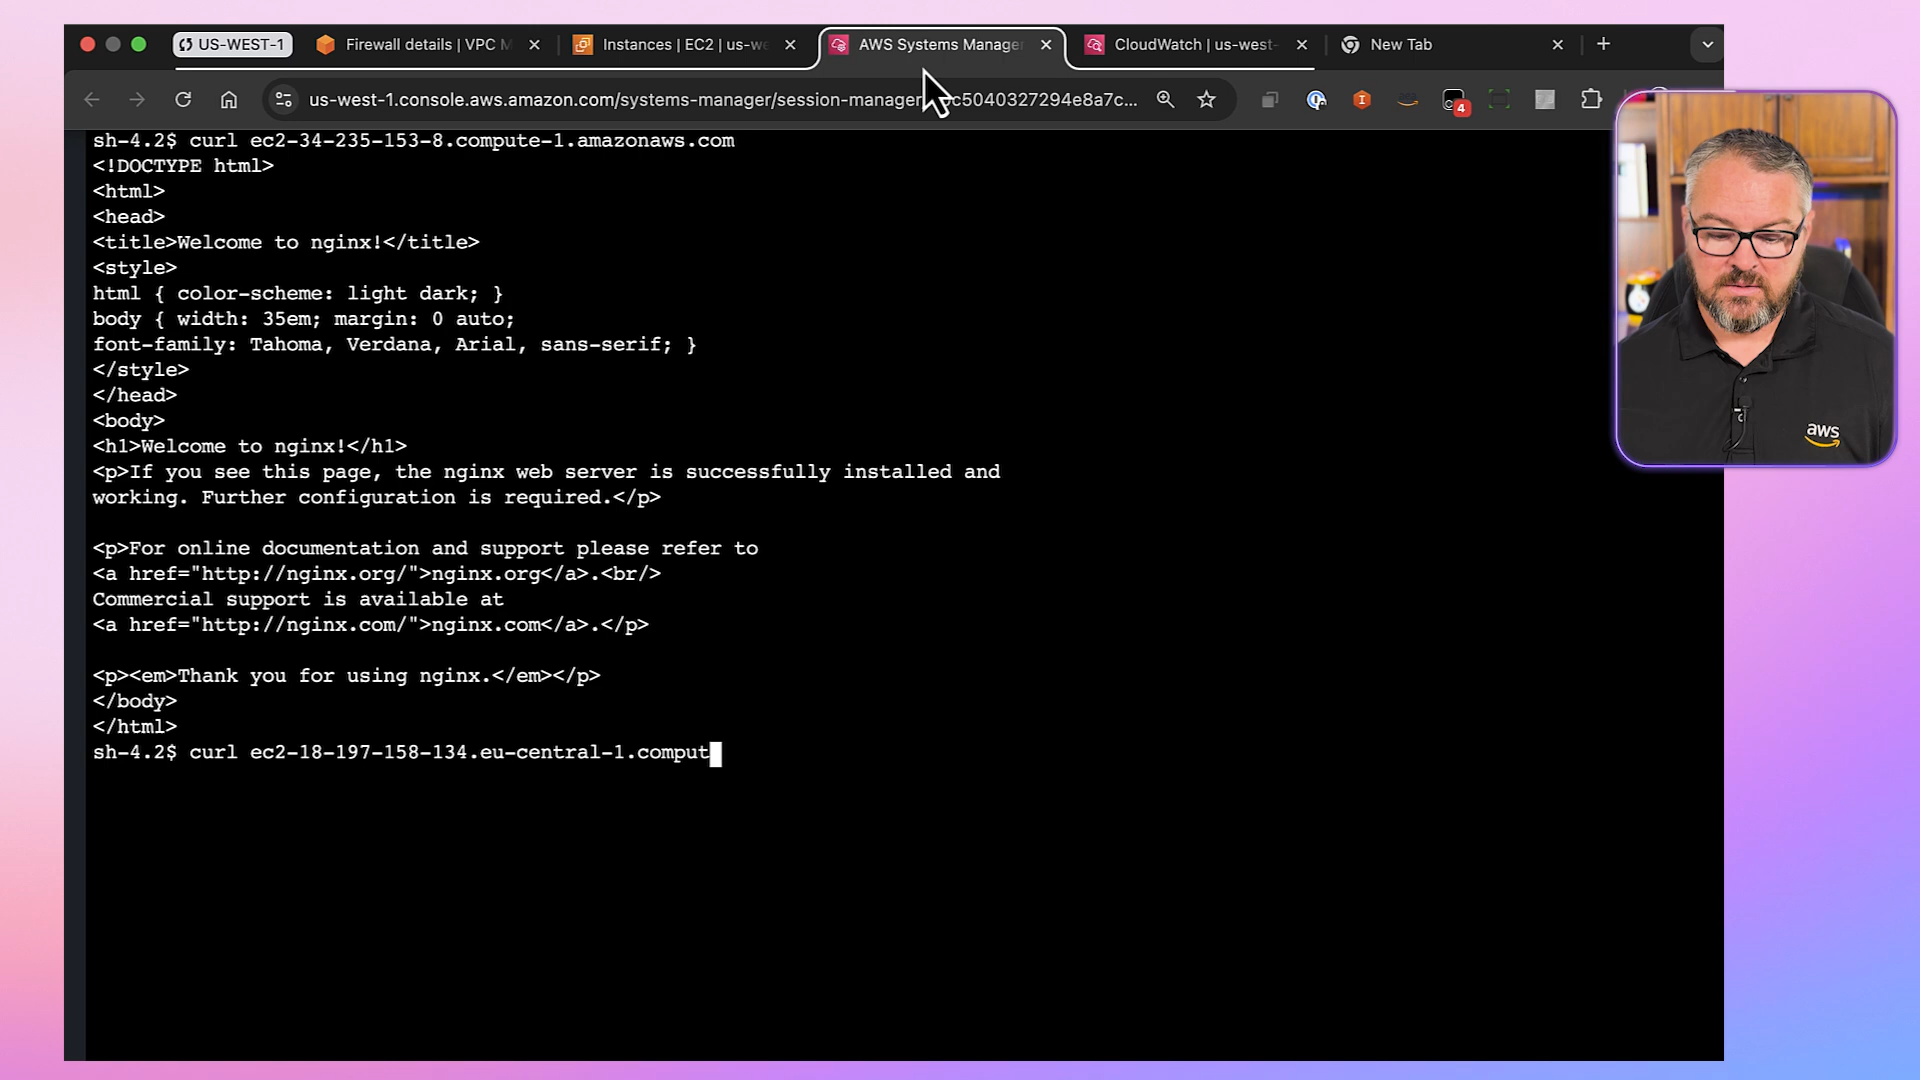 US-WEST-1
Firewall details | VPC M
Instances | EC2 | us-we
AWS Systems Manager
CloudWatch | us-west-
New Tab
us-west-1.console.aws.amazon.com/systems-manager/session-manager
c5040327294e8a7c...
4
sh-4.2$ curl ec2-34-235-153-8.compute-1.amazonaws.com
<!DOCTYPE html>
<html>
<head>
<title>Welcome to nginx!</title>
<style>
html { color-scheme: light dark; }
body { width: 35em; margin: 0 auto;
font-family: Tahoma, Verdana, Arial, sans-serif; }
</style>
</head>
<body>
<h1>Welcome to nginx!</h1>
<p>If you see this page, the nginx web server is successfully installed and
working. Further configuration is required.</p>
<p>For online documentation and support please refer to
<a href="http://nginx.org/">nginx.org</a>.<br/>
Commercial support is available at
<a href="http://nginx.com/">nginx.com</a>.</p>
<p><em>Thank you for using nginx.</em></p>
</body>
</html>
sh-4.2$ curl ec2-18-197-158-134.eu-central-1.comput
aws